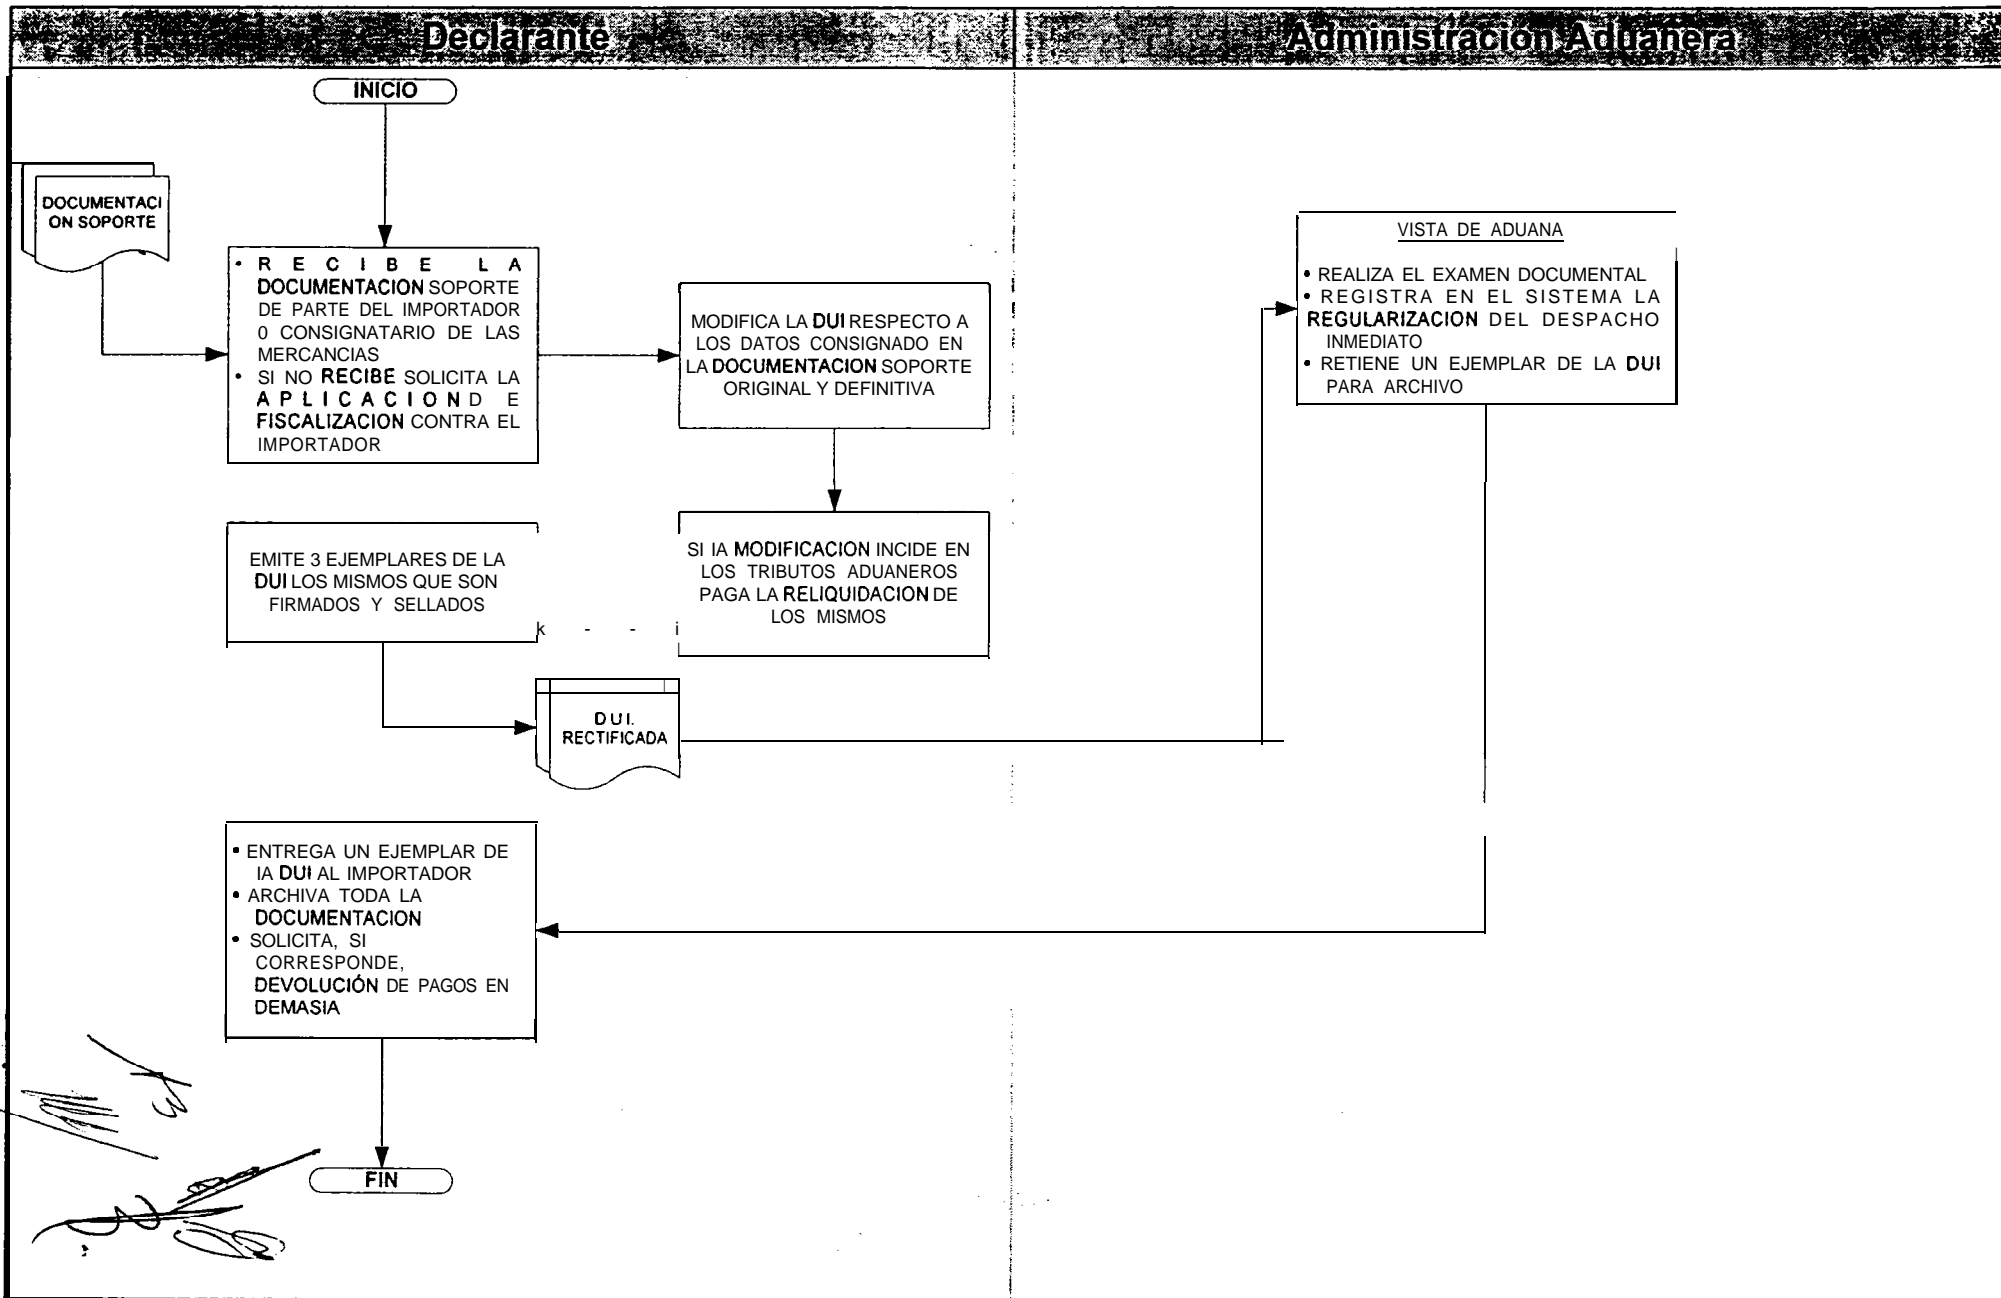 Declarante
Administración Aduanera
INICIO
DOCUMENTACI
ON SOPORTE
• RECIBE LA
DOCUMENTACION SOPORTE
DE PARTE DEL IMPORTADOR
0 CONSIGNATARIO DE LAS
MERCANCIAS
• SI NO RECIBE SOLICITA LA
APLICACION DE
FISCALIZACION CONTRA EL
IMPORTADOR
MODIFICA LA DUI RESPECTO A
LOS DATOS CONSIGNADO EN
LA DOCUMENTACION SOPORTE
ORIGINAL Y DEFINITIVA
VISTA DE ADUANA
• REALIZA EL EXAMEN DOCUMENTAL
• REGISTRA EN EL SISTEMA LA
REGULARIZACION DEL DESPACHO
INMEDIATO
• RETIENE UN EJEMPLAR DE LA DUI
PARA ARCHIVO
EMITE 3 EJEMPLARES DE LA
DUI LOS MISMOS QUE SON
FIRMADOS Y SELLADOS
SI IA MODIFICACION INCIDE EN
LOS TRIBUTOS ADUANEROS
PAGA LA RELIQUIDACION DE
LOS MISMOS
k - - i
DUI.
RECTIFICADA
• ENTREGA UN EJEMPLAR DE
IA DUI AL IMPORTADOR
• ARCHIVA TODA LA
DOCUMENTACION
• SOLICITA, SI
CORRESPONDE,
DEVOLUCIÓN DE PAGOS EN
DEMASIA
FIN